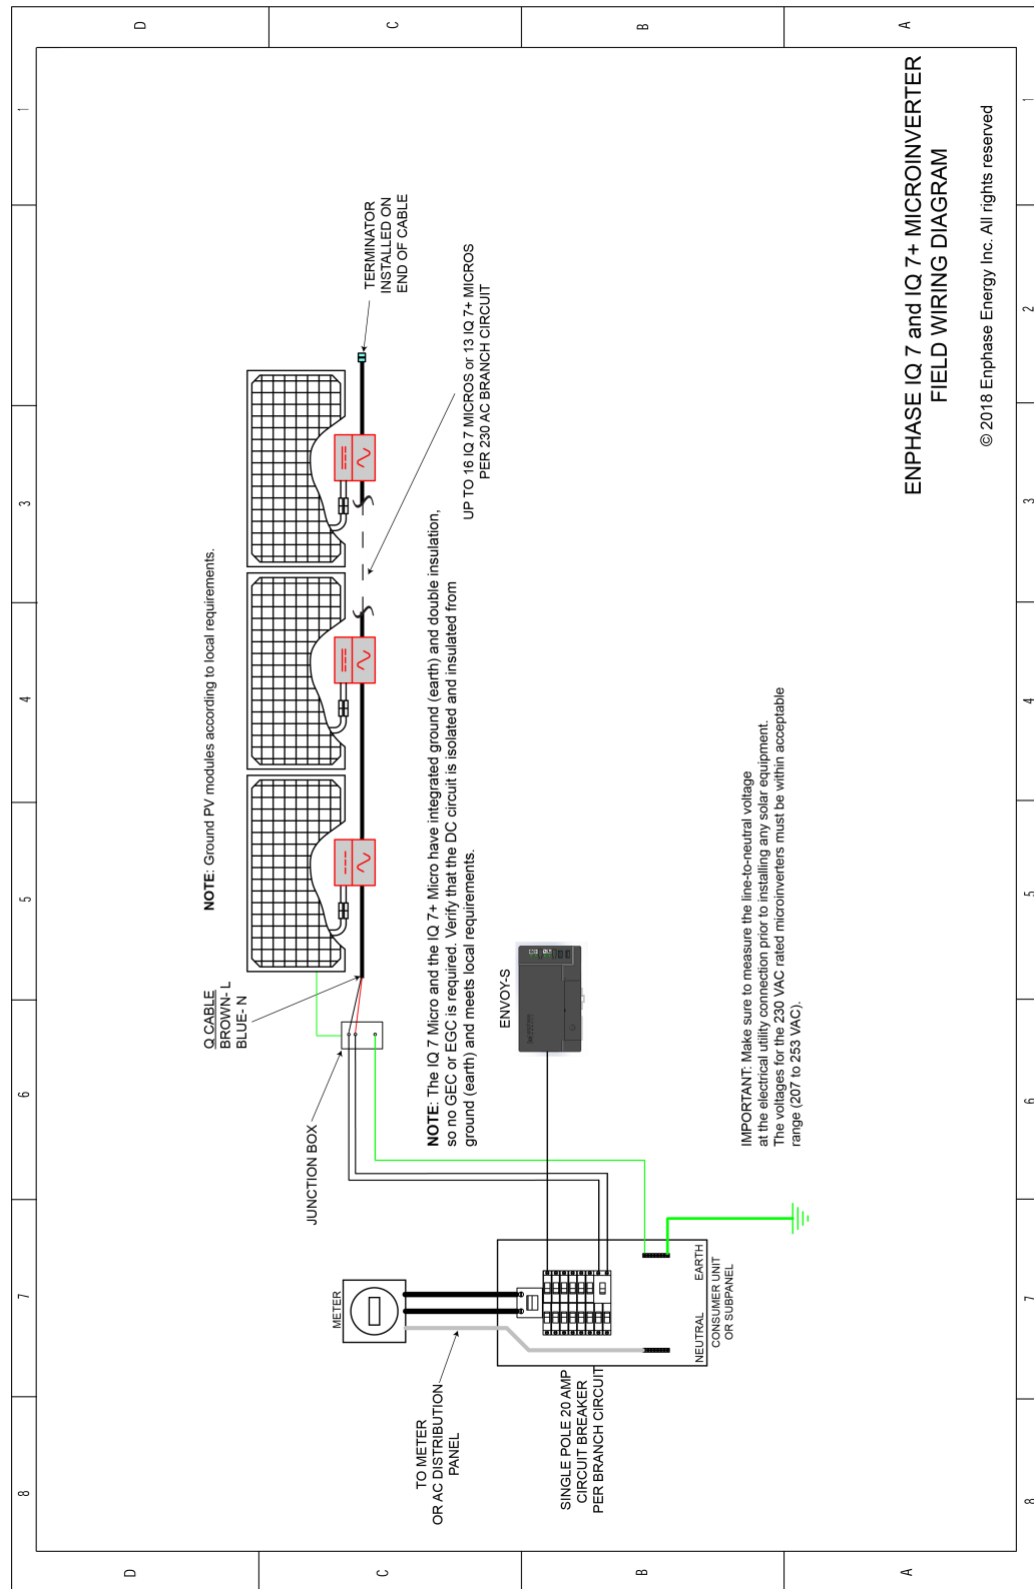 8 7 6 5 4 3 2 1
D
C
B
A
NOTE: Ground PV modules according to local requirements.
Q CABLE
BROWN- L
BLUE- N
JUNCTION BOX
TERMINATOR
INSTALLED ON
END OF CABLE
UP TO 16 IQ 7 MICROS or 13 IQ 7+ MICROS
PER 230 AC BRANCH CIRCUIT
NOTE: The IQ 7 Micro and the IQ 7+ Micro have integrated ground (earth) and double insulation,
so no GEC or EGC is required. Verify that the DC circuit is isolated and insulated from
ground (earth) and meets local requirements.
METER
TO METER
OR AC DISTRIBUTION
PANEL
ENVOY-S
SINGLE POLE 20 AMP
CIRCUIT BREAKER
PER BRANCH CIRCUIT
NEUTRAL EARTH
CONSUMER UNIT
OR SUBPANEL
IMPORTANT: Make sure to measure the line-to-neutral voltage
at the electrical utility connection prior to installing any solar equipment.
The voltages for the 230 VAC rated microinverters must be within acceptable
range (207 to 253 VAC).
ENPHASE IQ 7 and IQ 7+ MICROINVERTER
FIELD WIRING DIAGRAM
© 2018 Enphase Energy Inc. All rights reserved
D
C
B
A
8 7 6 5 4 3 2 1